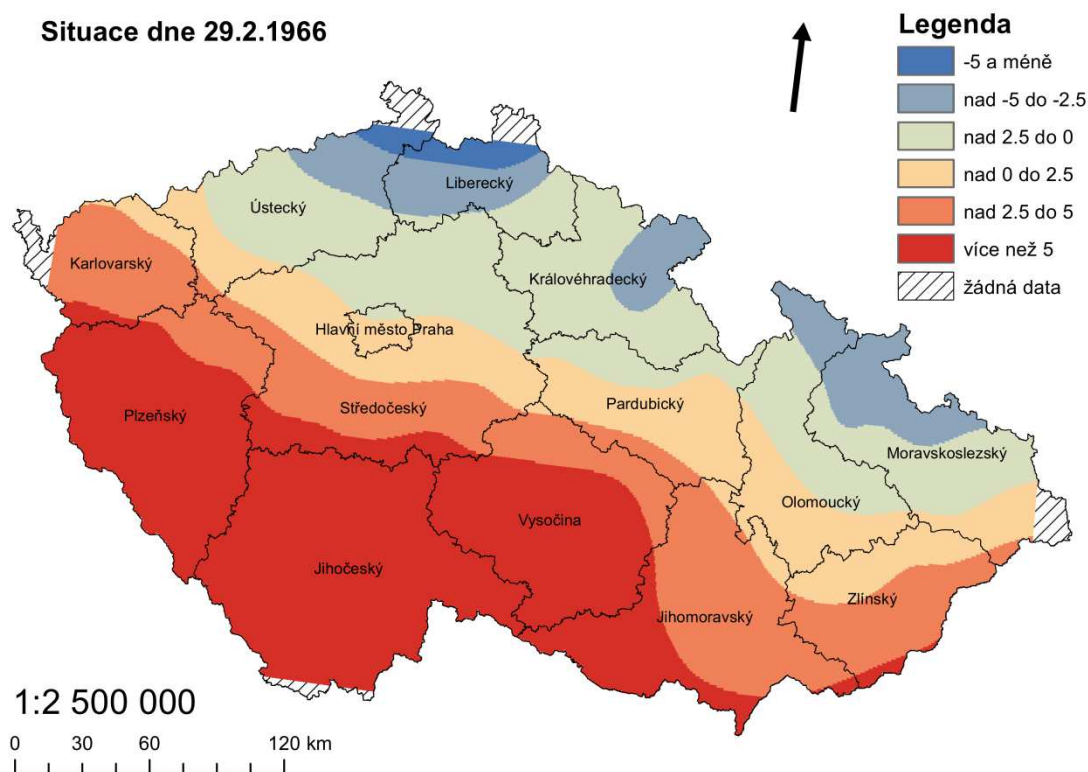 Situace dne 29.2.1966
Legenda
-5 a méně
nad -5 do -2.5
nad 2.5 do 0
nad 0 do 2.5
nad 2.5 do 5
více než 5
žádná data
Liberecký
Ústecký
Karlovarský
Královéhradecký
Hlavní město Praha
Plzeňský
Středočeský
Pardubický
Moravskoslezský
Olomoucký
Vysočina
Jihočeský
Zlínský
Jihomoravský
1:2 500 000
0 30 60 120 km